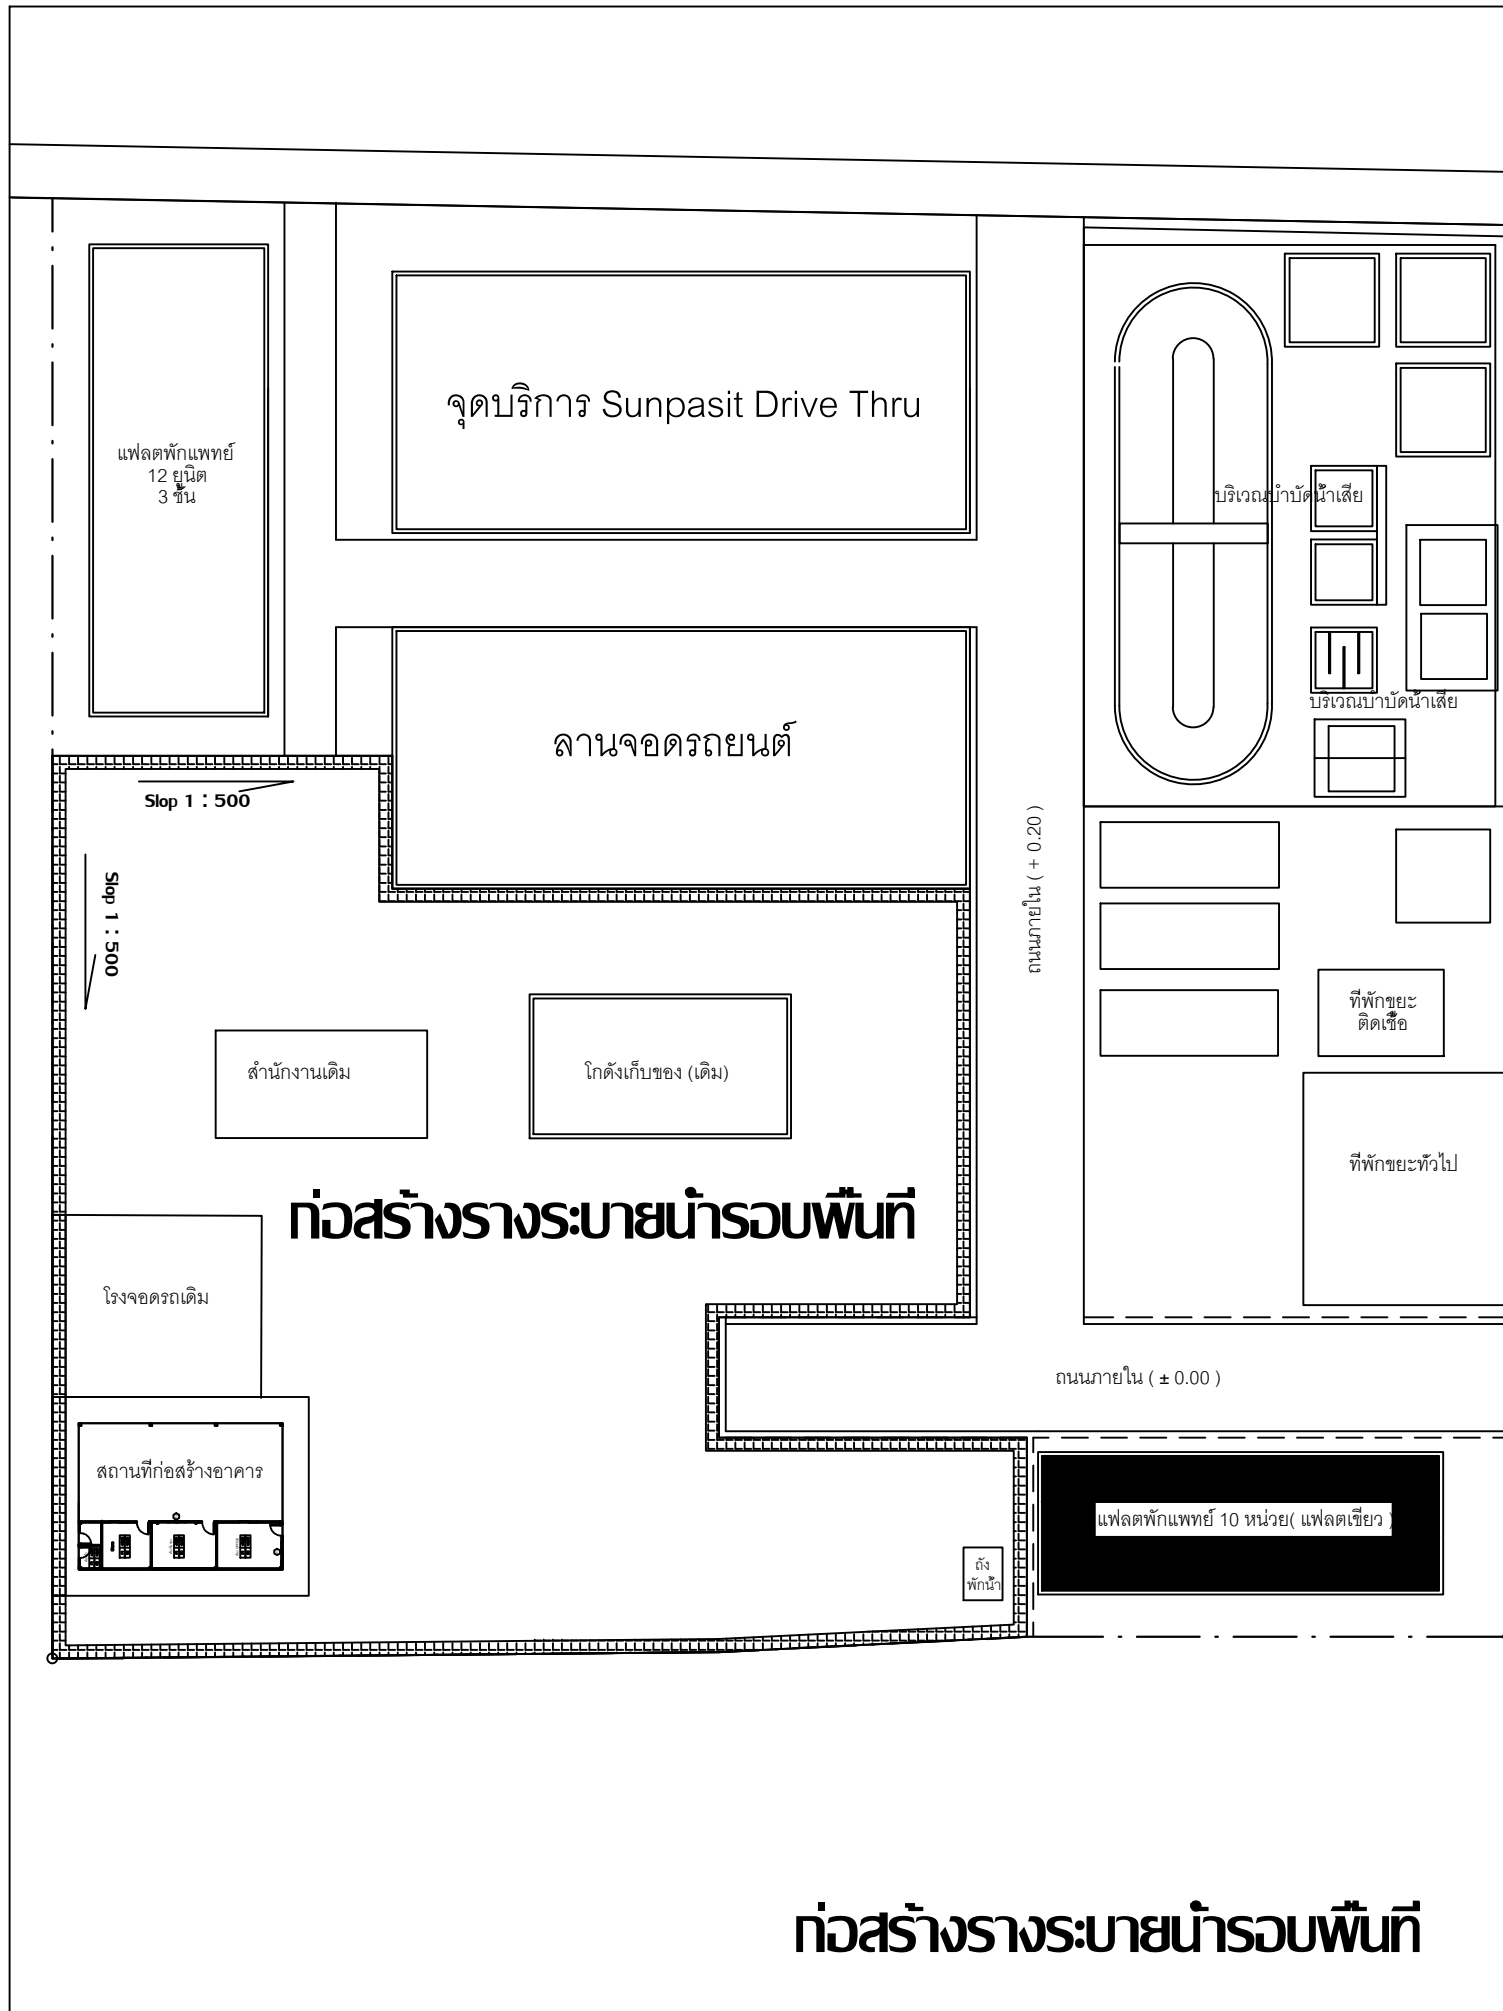 จุดบริการ Sunpasit Drive Thru
แฟลตพักแพทย์
12 ยูนิต
3 ชั้น
บริเวณบำบัดน้ำเสีย
บริเวณบำบัดน้ำเสีย
ลานจอดรถยนต์
Slop 1 : 500
Slop 1 : 500
ถนนภายใน ( + 0.20 )
ที่พักขยะ
ติดเชื้อ
สำนักงานเดิม
โกดังเก็บของ (เดิม)
ที่พักขยะทั่วไป
ก่อสร้างรางระบายน้ำรอบพื้นที่
โรงจอดรถเดิม
ถนนภายใน ( ± 0.00 )
สถานที่ก่อสร้างอาคาร
แฟลตพักแพทย์ 10 หน่วย( แฟลตเขียว )
ถัง
พักน้ำ
ก่อสร้างรางระบายน้ำรอบพื้นที่